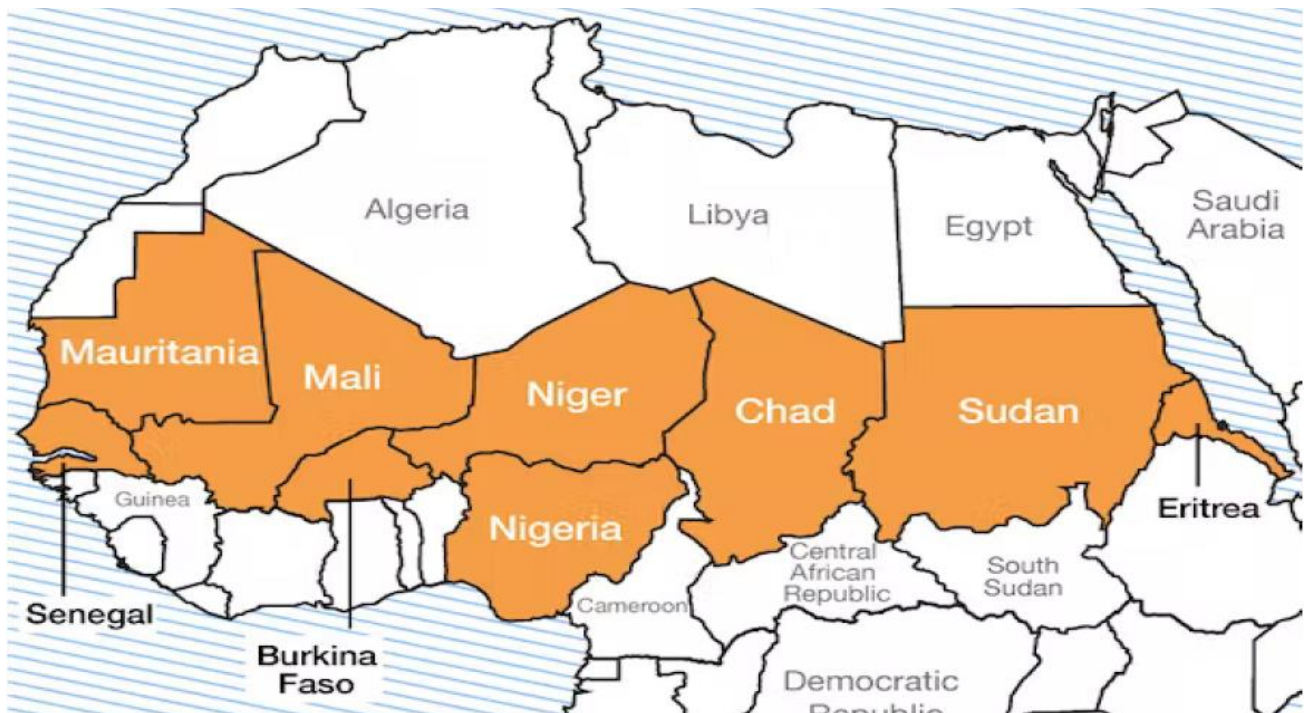 Algeria
Libya
Egypt
Saudi
Arabia
Mauritania
Mali
Niger
Chad
Sudan
Guinea
Nigeria
Eritrea
Central
African
Republic
South
Sudan
Cameroon
Senegal
Burkina
Faso
Democratic
Republic